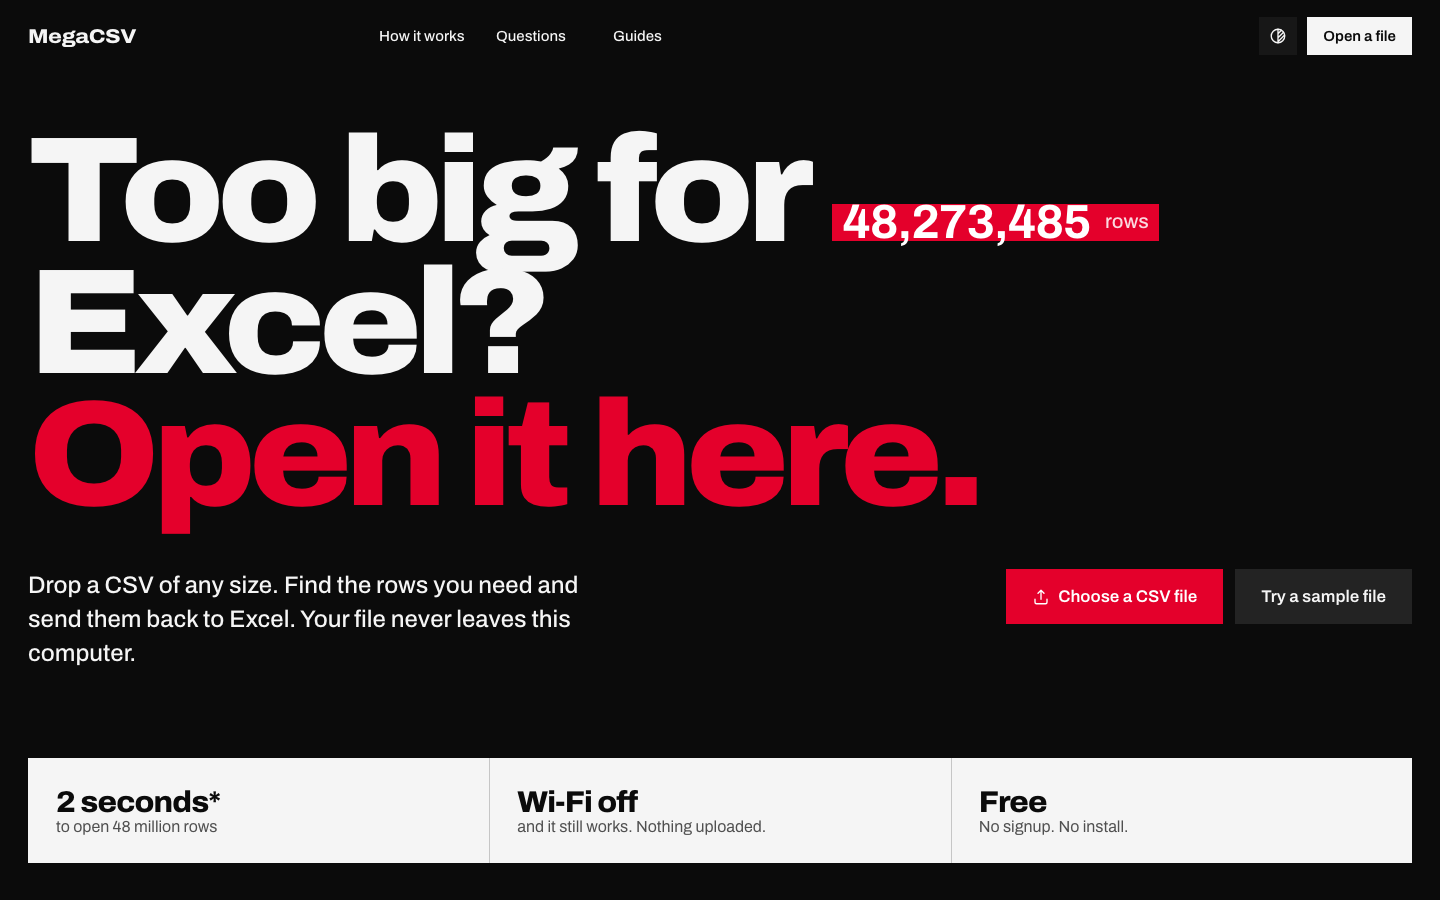 MegaCSV
How it works
Questions
Guides
Open a file
Too big for
48,273,485 rows
Excel?
Open it here.
Drop a CSV of any size. Find the rows you need and
send them back to Excel. Your file never leaves this
computer.
Choose a CSV file
Try a sample file
2 seconds*
to open 48 million rows
Wi-Fi off
and it still works. Nothing uploaded.
Free
No signup. No install.